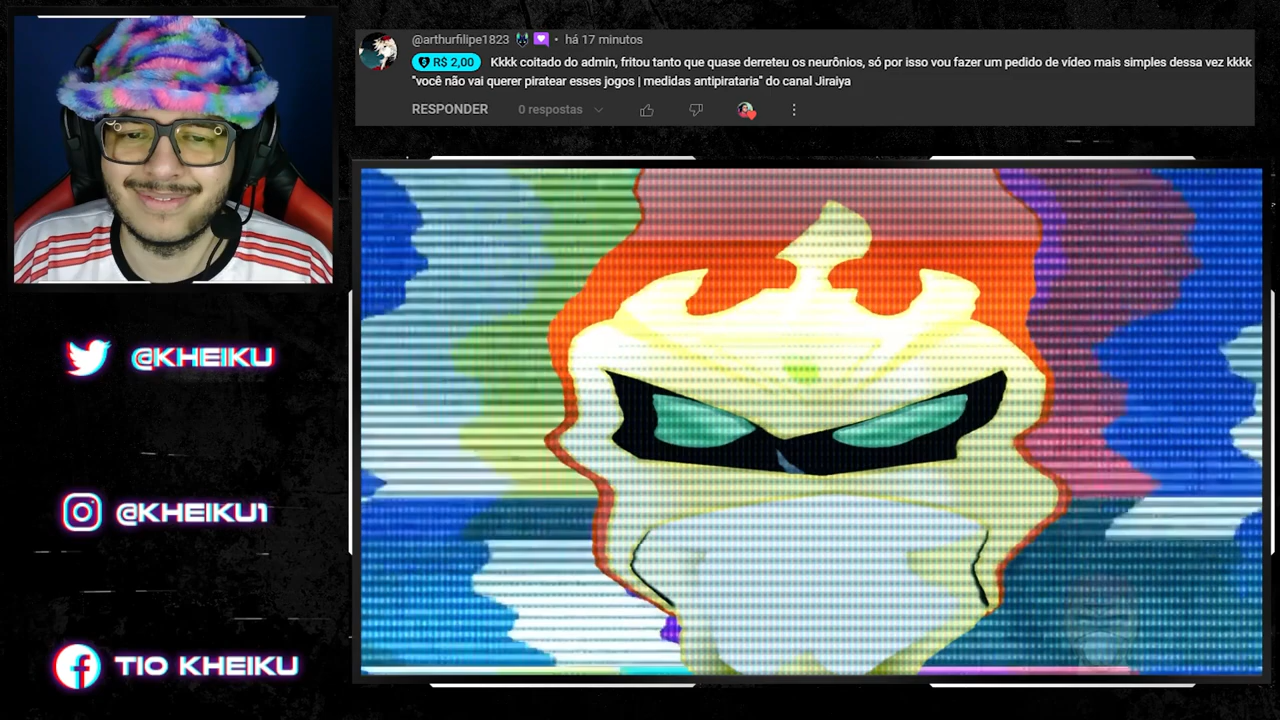 @arthurfilipe1823 • há 17 minutos
R$ 2,00 Kkkk coitado do admin, fritou tanto que quase derreteu os neurônios, só por isso vou fazer um pedido de vídeo mais simples dessa vez kkkk
"você não vai querer piratear esses jogos | medidas antipirataria" do canal Jiraiya
RESPONDER 0 respostas
@KHEIKU
@KHEIKU1
TIO KHEIKU